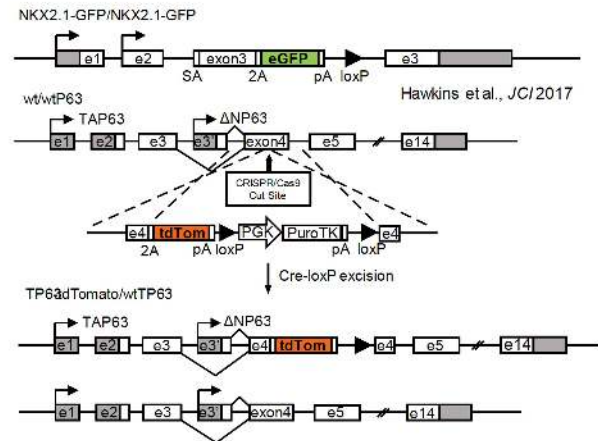 NKX2.1-GFP/NKX2.1-GFP
e1 e2 exon3 eGFP e3
SA 2A pA loxP
Hawkins et al., JCI 2017
wt/wtP63
TAP63 ΔNP63
e1 e2 e3 e3' exon4 e5 e14
CRISPR/Cas9
Cut Site
e4 tdTom PGK PuroTK e4
2A pA loxP pA loxP
Cre-loxP excision
TP63tdTomato/wtTP63
TAP63 ΔNP63
e1 e2 e3 e3' e4 tdTom e4 e5 e14
e1 e2 e3 e3' exon4 e5 e14